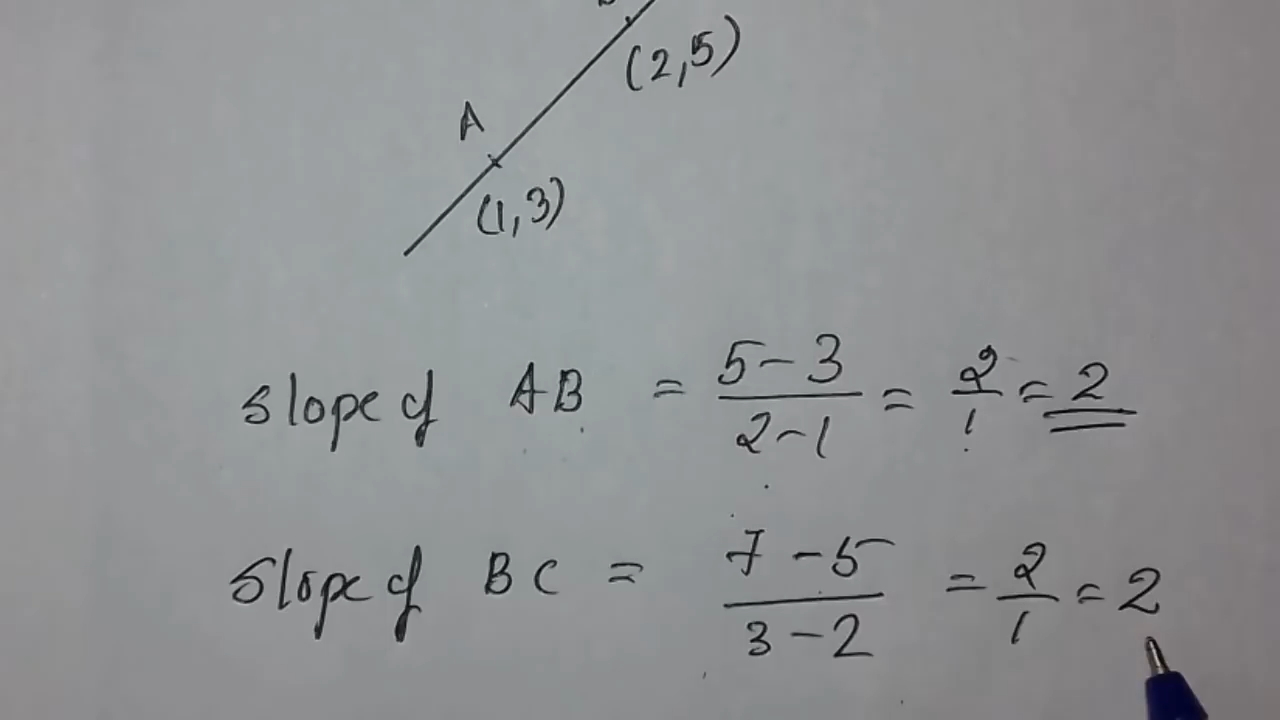 (2,5)
A
(1,3)
Slope of AB = 5-3/2-1 = 2/1 = 2
Slope of BC = 7-5/3-2 = 2/1 = 2